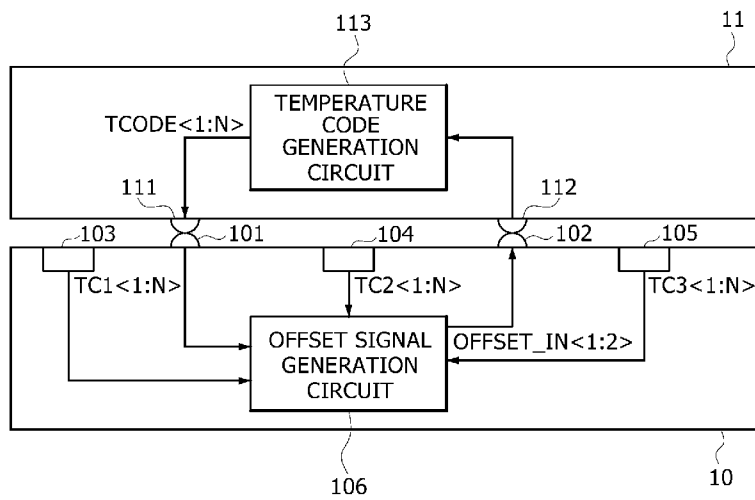 113
11
TEMPERATURE
CODE
GENERATION
CIRCUIT
TCODE<1:N>
111
112
103
101
104
102
105
TC1<1:N>
TC2<1:N>
TC3<1:N>
OFFSET SIGNAL
GENERATION
CIRCUIT
OFFSET_IN<1:2>
106
10